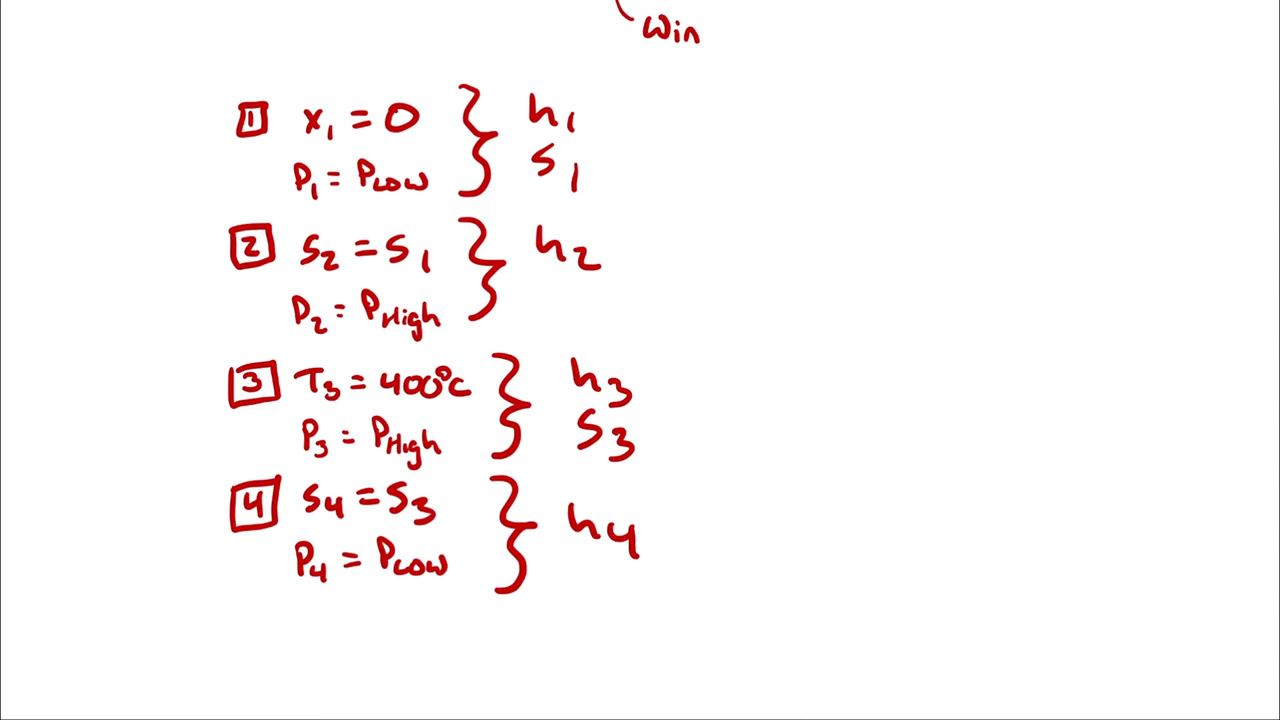 Win
1 x₁ = 0 } h₁
P₁ = PLow s₁
2 s₂ = s₁ } h₂
P₂ = PHigh
3 T₃ = 400°C } h₃
P₃ = PHigh s₃
4 s₄ = s₃ } h₄
P₄ = PLow